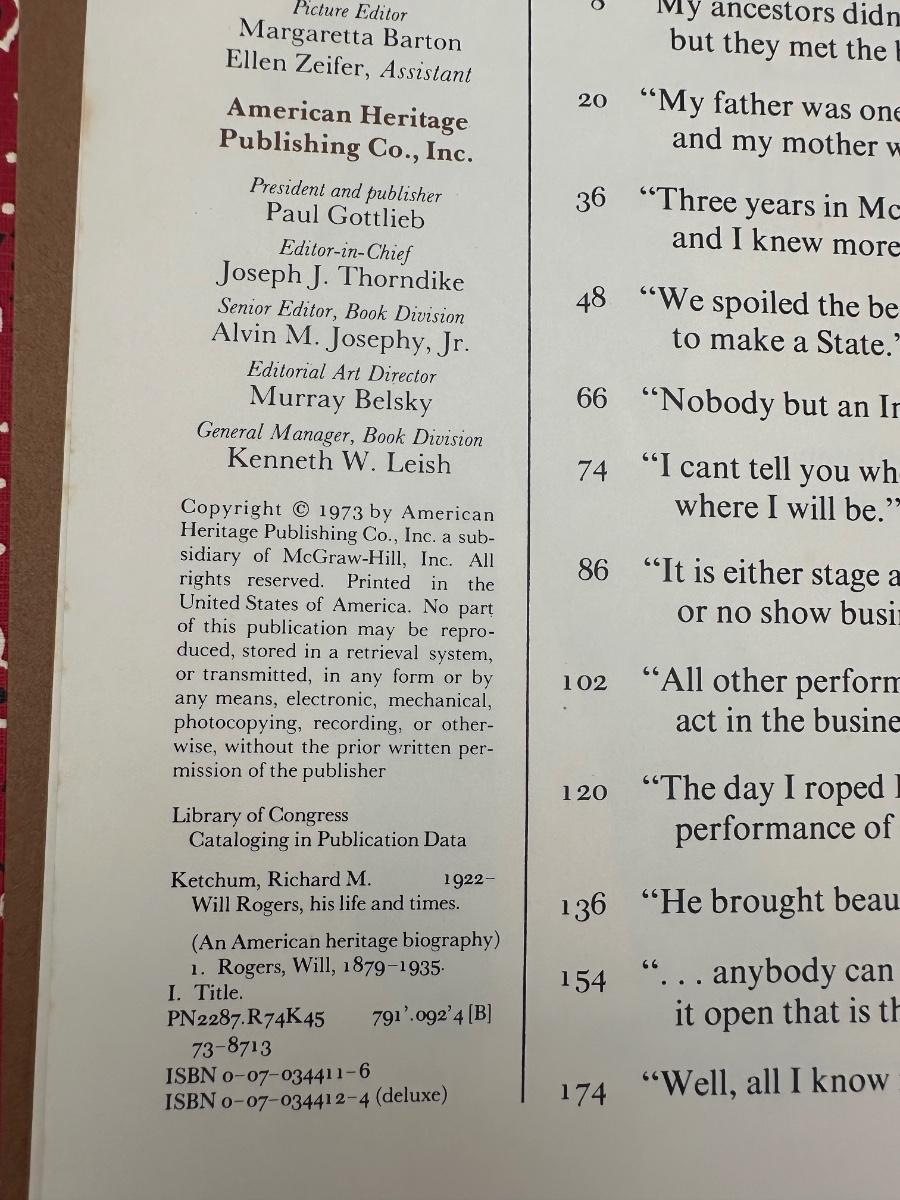 Picture Editor
Margaretta Barton
Ellen Zeifer, Assistant
American Heritage
Publishing Co., Inc.
President and publisher
Paul Gottlieb
Editor-in-Chief
Joseph J. Thorndike
Senior Editor, Book Division
Alvin M. Josephy, Jr.
Editorial Art Director
Murray Belsky
General Manager, Book Division
Kenneth W. Leish
Copyright © 1973 by American
Heritage Publishing Co., Inc. a sub-
sidiary of McGraw-Hill, Inc. All
rights reserved. Printed in the
United States of America. No part
of this publication may be repro-
duced, stored in a retrieval system,
or transmitted, in any form or by
any means, electronic, mechanical,
photocopying, recording, or other-
wise, without the prior written per-
mission of the publisher
Library of Congress
Cataloging in Publication Data
Ketchum, Richard M. 1922–
Will Rogers, his life and times.
(An American heritage biography)
1. Rogers, Will, 1879–1935.
I. Title.
PN2287.R74K45 791'.092'4 [B]
73–8713
ISBN 0–07–034411–6
ISBN 0–07–034412–4 (deluxe)
8 "My ancestors didn
but they met the
20 "My father was one
and my mother
36 "Three years in Mc
and I knew more
48 "We spoiled the be
to make a State."
66 "Nobody but an In
74 "I cant tell you wh
where I will be."
86 "It is either stage a
or no show busi
102 "All other perform
act in the busine
120 "The day I roped
performance of
136 "He brought beau
154 ". . . anybody can
it open that is th
174 "Well, all I know